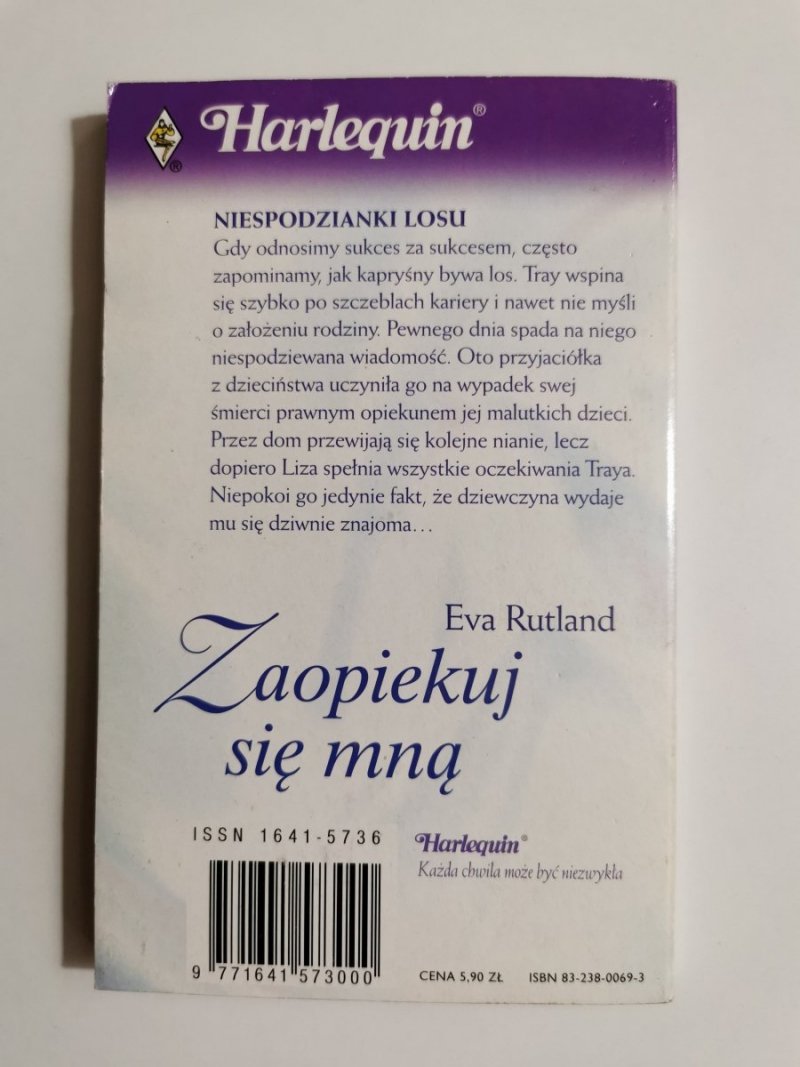 Harlequin®
®
NIESPODZIANKI LOSU
Gdy odnosimy sukces za sukcesem, często
zapominamy, jak kapryśny bywa los. Tray wspina
się szybko po szczeblach kariery i nawet nie myśli
o założeniu rodziny. Pewnego dnia spada na niego
niespodziewana wiadomość. Oto przyjaciółka
z dzieciństwa uczyniła go na wypadek swej
śmierci prawnym opiekunem jej malutkich dzieci.
Przez dom przewijają się kolejne nianie, lecz
dopiero Liza spełnia wszystkie oczekiwania Traya.
Niepokoi go jedynie fakt, że dziewczyna wydaje
mu się dziwnie znajoma…
Eva Rutland
Zaopiekuj
się mną
ISSN 1641-5736
Harlequin®
Każda chwila może być niezwykła
9 771641 573000
CENA 5,90 ZŁ ISBN 83-238-0069-3